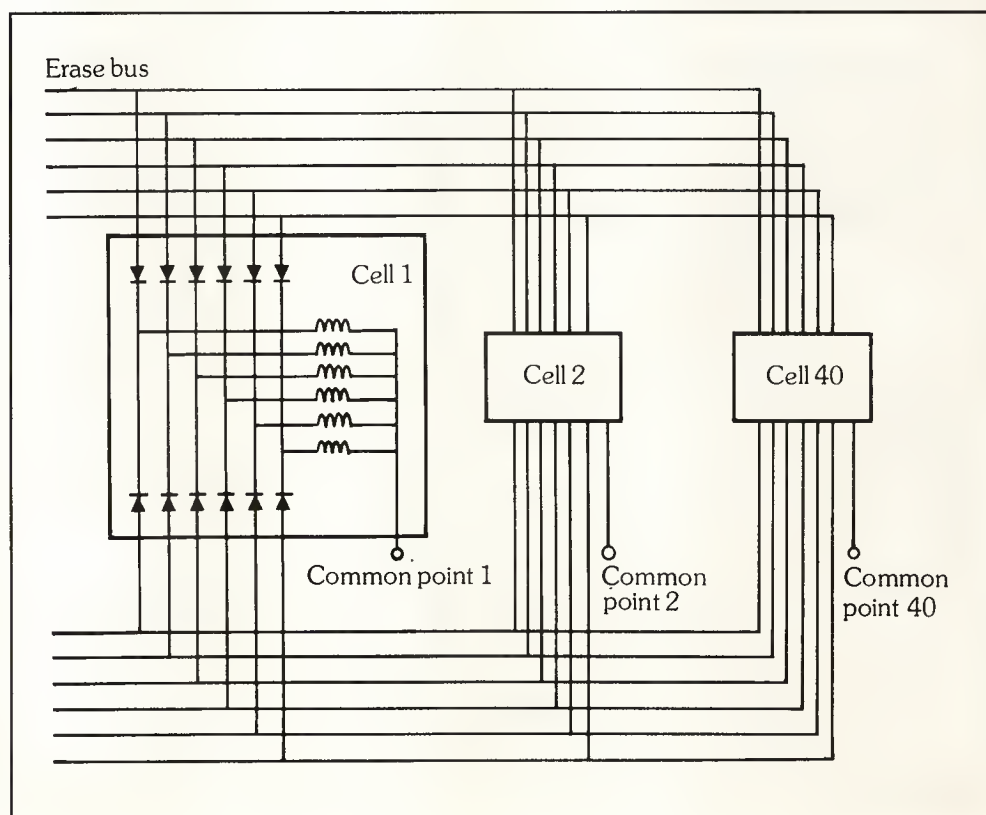 Erase bus
Cell 1
Cell 2
Cell 40
Common point 1
Common
point 2
Common
point 40